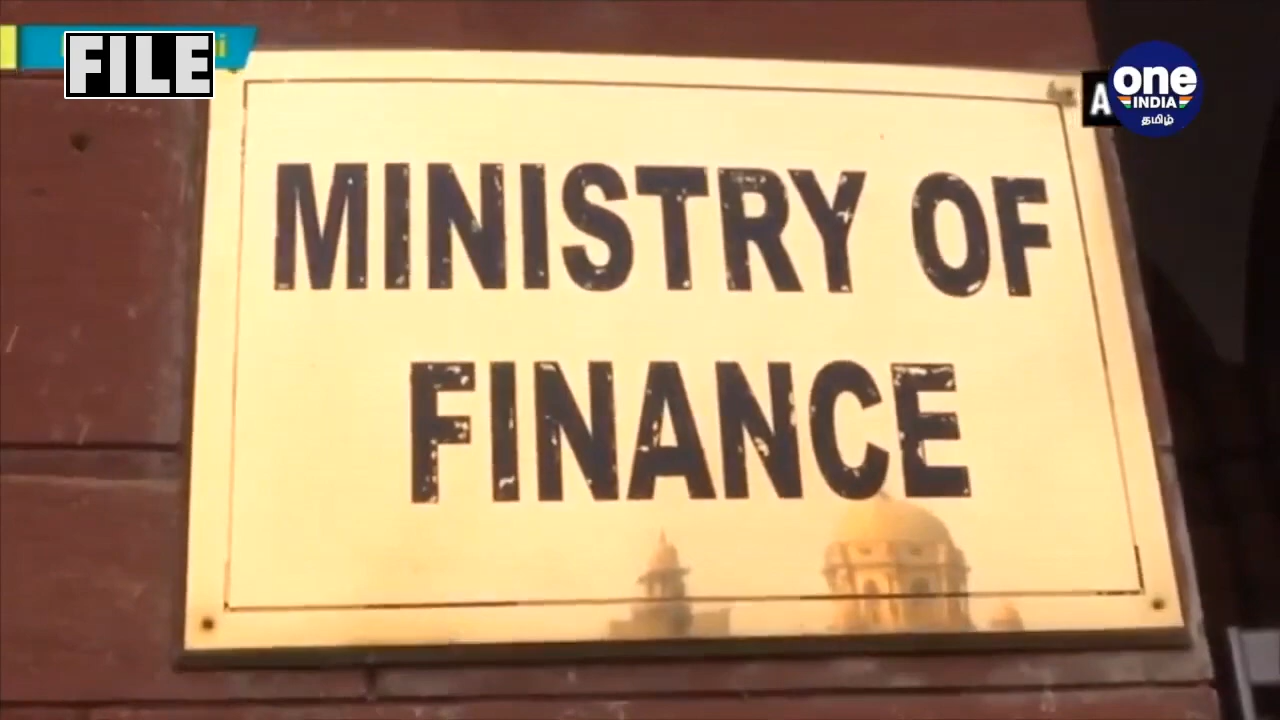 FILE
A
one
INDIA
தமிழ்
MINISTRY OF
FINANCE